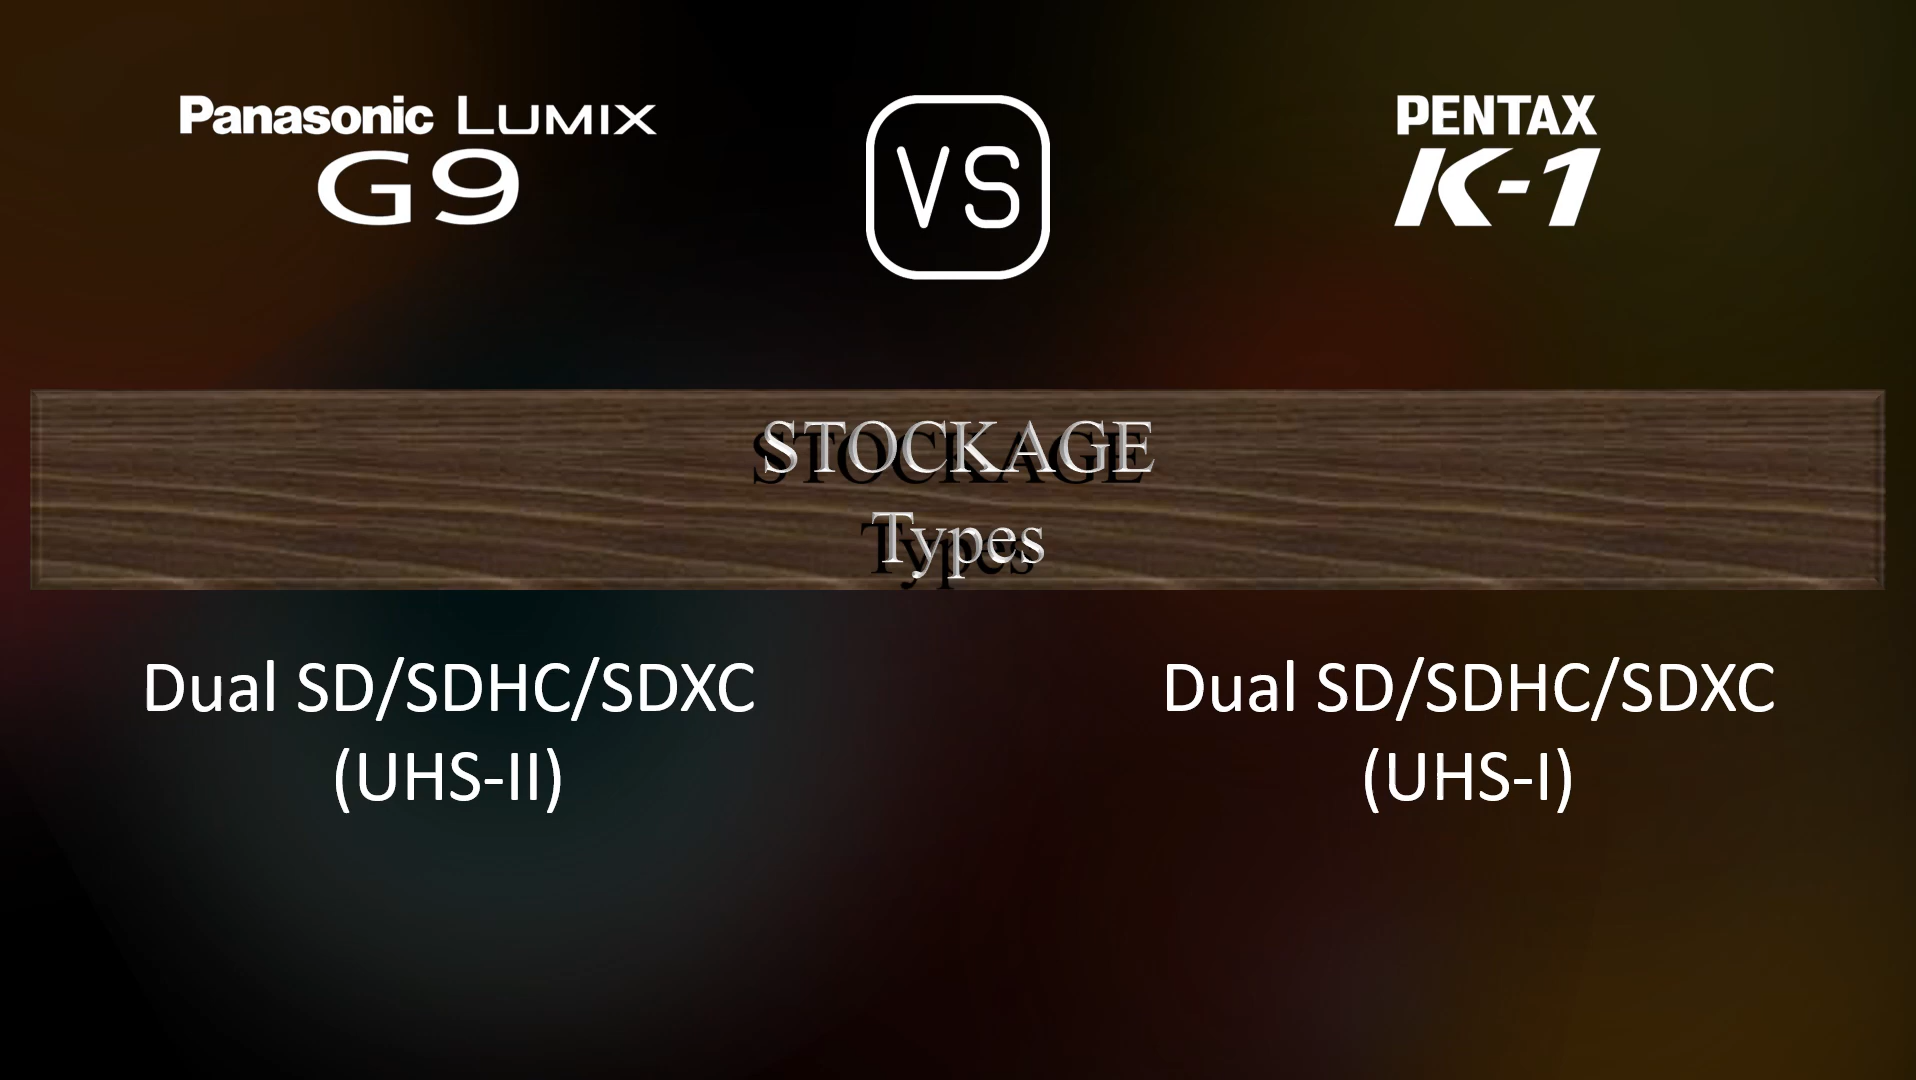 Panasonic LUMIX
G9
VS
PENTAX
K-1
STOCKAGE
Types
Dual SD/SDHC/SDXC
(UHS-II)
Dual SD/SDHC/SDXC
(UHS-I)